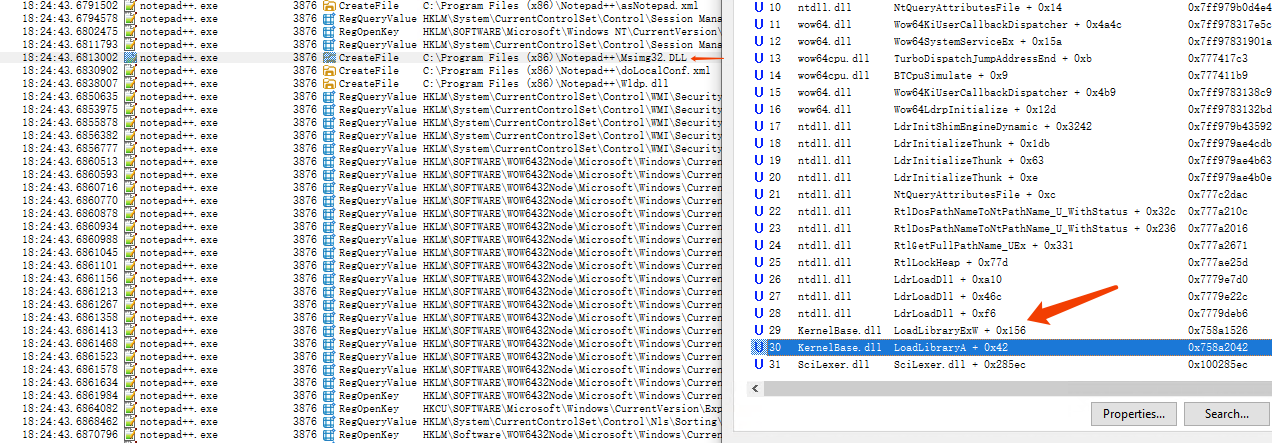 18:24:43.6791502 notepad++.exe 3876 CreateFile C:\Program Files (x86)\Notepad++\asNotepad.xml
18:24:43.6802475 notepad++.exe 3876 RegOpenKey HKLM\SOFTWARE\Microsoft\Windows NT\CurrentVersion\
18:24:43.6811793 notepad++.exe 3876 RegQueryValue HKLM\System\CurrentControlSet\Control\Session Mana
18:24:43.6813002 notepad++.exe 3876 CreateFile C:\Program Files (x86)\Notepad++\Msimg32.DLL
18:24:43.6830902 notepad++.exe 3876 CreateFile C:\Program Files (x86)\Notepad++\doLocalConf.xml
18:24:43.6838007 notepad++.exe 3876 CreateFile C:\Program Files (x86)\Notepad++\Wldp.dll
18:24:43.6850635 notepad++.exe 3876 RegQueryValue HKLM\System\CurrentControlSet\Control\WMI\Security
18:24:43.6853975 notepad++.exe 3876 RegQueryValue HKLM\System\CurrentControlSet\Control\WMI\Security
18:24:43.6855878 notepad++.exe 3876 RegQueryValue HKLM\System\CurrentControlSet\Control\WMI\Security
18:24:43.6856382 notepad++.exe 3876 RegQueryValue HKLM\System\CurrentControlSet\Control\WMI\Security
18:24:43.6856777 notepad++.exe 3876 RegQueryValue HKLM\System\CurrentControlSet\Control\WMI\Security
18:24:43.6860513 notepad++.exe 3876 RegQueryValue HKLM\SOFTWARE\WOW6432Node\Microsoft\Windows\Curren
18:24:43.6860593 notepad++.exe 3876 RegQueryValue HKLM\SOFTWARE\WOW6432Node\Microsoft\Windows\Curren
18:24:43.6860716 notepad++.exe 3876 RegQueryValue HKLM\SOFTWARE\WOW6432Node\Microsoft\Windows\Curren
18:24:43.6860770 notepad++.exe 3876 RegQueryValue HKLM\SOFTWARE\WOW6432Node\Microsoft\Windows\Curren
18:24:43.6860878 notepad++.exe 3876 RegQueryValue HKLM\SOFTWARE\WOW6432Node\Microsoft\Windows\Curren
18:24:43.6860934 notepad++.exe 3876 RegQueryValue HKLM\SOFTWARE\WOW6432Node\Microsoft\Windows\Curren
18:24:43.6860988 notepad++.exe 3876 RegQueryValue HKLM\SOFTWARE\WOW6432Node\Microsoft\Windows\Curren
18:24:43.6861045 notepad++.exe 3876 RegQueryValue HKLM\SOFTWARE\WOW6432Node\Microsoft\Windows\Curren
18:24:43.6861101 notepad++.exe 3876 RegQueryValue HKLM\SOFTWARE\WOW6432Node\Microsoft\Windows\Curren
18:24:43.6861156 notepad++.exe 3876 RegQueryValue HKLM\SOFTWARE\WOW6432Node\Microsoft\Windows\Curren
18:24:43.6861213 notepad++.exe 3876 RegQueryValue HKLM\SOFTWARE\WOW6432Node\Microsoft\Windows\Curren
18:24:43.6861267 notepad++.exe 3876 RegQueryValue HKLM\SOFTWARE\WOW6432Node\Microsoft\Windows\Curren
18:24:43.6861358 notepad++.exe 3876 RegQueryValue HKLM\SOFTWARE\WOW6432Node\Microsoft\Windows\Curren
18:24:43.6861413 notepad++.exe 3876 RegQueryValue HKLM\SOFTWARE\WOW6432Node\Microsoft\Windows\Curren
18:24:43.6861468 notepad++.exe 3876 RegQueryValue HKLM\SOFTWARE\WOW6432Node\Microsoft\Windows\Curren
18:24:43.6861523 notepad++.exe 3876 RegQueryValue HKLM\SOFTWARE\WOW6432Node\Microsoft\Windows\Curren
18:24:43.6861578 notepad++.exe 3876 RegQueryValue HKLM\SOFTWARE\WOW6432Node\Microsoft\Windows\Curren
18:24:43.6861634 notepad++.exe 3876 RegQueryValue HKLM\SOFTWARE\WOW6432Node\Microsoft\Windows\Curren
18:24:43.6861984 notepad++.exe 3876 RegOpenKey HKLM\SOFTWARE\WOW6432Node\Microsoft\Windows\Curren
18:24:43.6864082 notepad++.exe 3876 RegOpenKey HKCU\SOFTWARE\Microsoft\Windows\CurrentVersion\Exp
18:24:43.6868462 notepad++.exe 3876 RegQueryValue HKLM\System\CurrentControlSet\Control\Nls\Sorting\
18:24:43.6870796 notepad++.exe 3876 RegOpenKey HKLM\Software\WOW6432Node\Microsoft\Windows\Curren
U 10 ntdll.dll NtQueryAttributesFile + 0x14 0x7ff979b0d4e4
U 11 wow64.dll Wow64KiUserCallbackDispatcher + 0x4a4c 0x7ff978317e5c
U 12 wow64.dll Wow64SystemServiceEx + 0x15a 0x7ff97831901a
U 13 wow64cpu.dll TurboDispatchJumpAddressEnd + 0xb 0x777417c3
U 14 wow64cpu.dll BTCpuSimulate + 0x9 0x777411b9
U 15 wow64.dll Wow64KiUserCallbackDispatcher + 0x4b9 0x7ff9783138c9
U 16 wow64.dll Wow64LdrpInitialize + 0x12d 0x7ff9783132bd
U 17 ntdll.dll LdrInitShimEngineDynamic + 0x3242 0x7ff979b43592
U 18 ntdll.dll LdrInitializeThunk + 0x1db 0x7ff979ae4cdb
U 19 ntdll.dll LdrInitializeThunk + 0x63 0x7ff979ae4b63
U 20 ntdll.dll LdrInitializeThunk + 0xe 0x7ff979ae4b0e
U 21 ntdll.dll NtQueryAttributesFile + 0xc 0x777c2dac
U 22 ntdll.dll RtlDosPathNameToNtPathName_U_WithStatus + 0x32c 0x777a210c
U 23 ntdll.dll RtlDosPathNameToNtPathName_U_WithStatus + 0x236 0x777a2016
U 24 ntdll.dll RtlGetFullPathName_UEx + 0x331 0x777a2671
U 25 ntdll.dll RtlLockHeap + 0x77d 0x777ae25d
U 26 ntdll.dll LdrLoadDll + 0xa10 0x7779e7d0
U 27 ntdll.dll LdrLoadDll + 0x46c 0x7779e22c
U 28 ntdll.dll LdrLoadDll + 0xf6 0x7779deb6
U 29 KernelBase.dll LoadLibraryExW + 0x156 0x758a1526
U 30 KernelBase.dll LoadLibraryA + 0x42 0x758a2042
U 31 SciLexer.dll SciLexer.dll + 0x285ec 0x100285ec
Properties... Search...